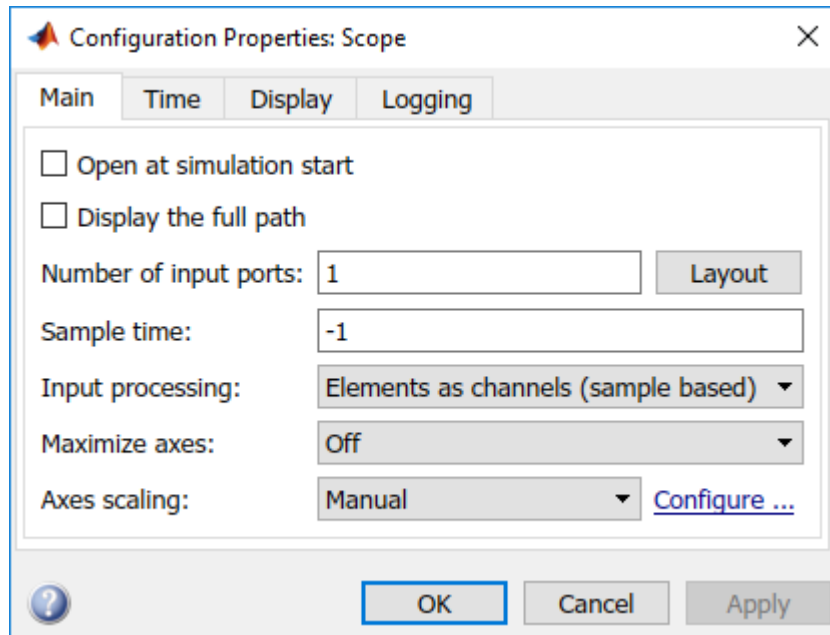 Configuration Properties: Scope
Main Time Display Logging
Open at simulation start
Display the full path
Number of input ports: 1 Layout
Sample time: -1
Input processing: Elements as channels (sample based)
Maximize axes: Off
Axes scaling: Manual Configure ...
? OK Cancel Apply